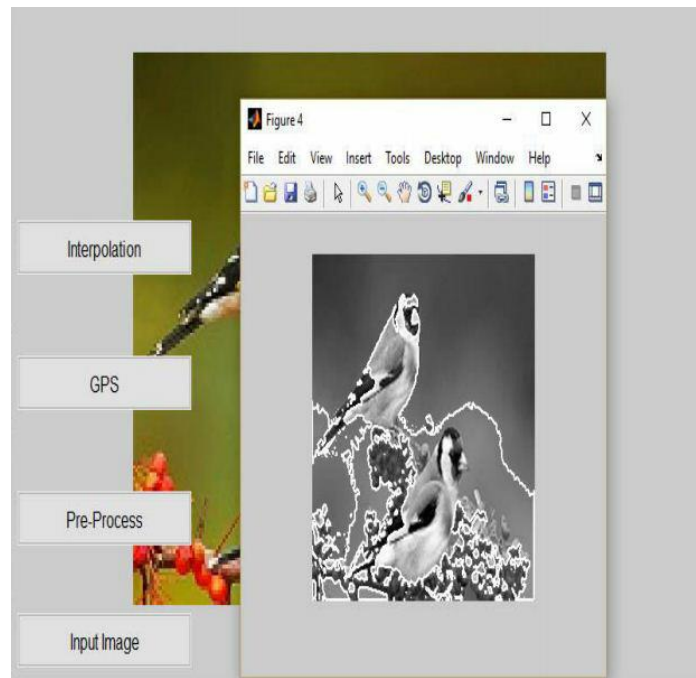 Figure 4
File Edit View Insert Tools Desktop Window Help
Interpolation
GPS
Pre-Process
Input Image